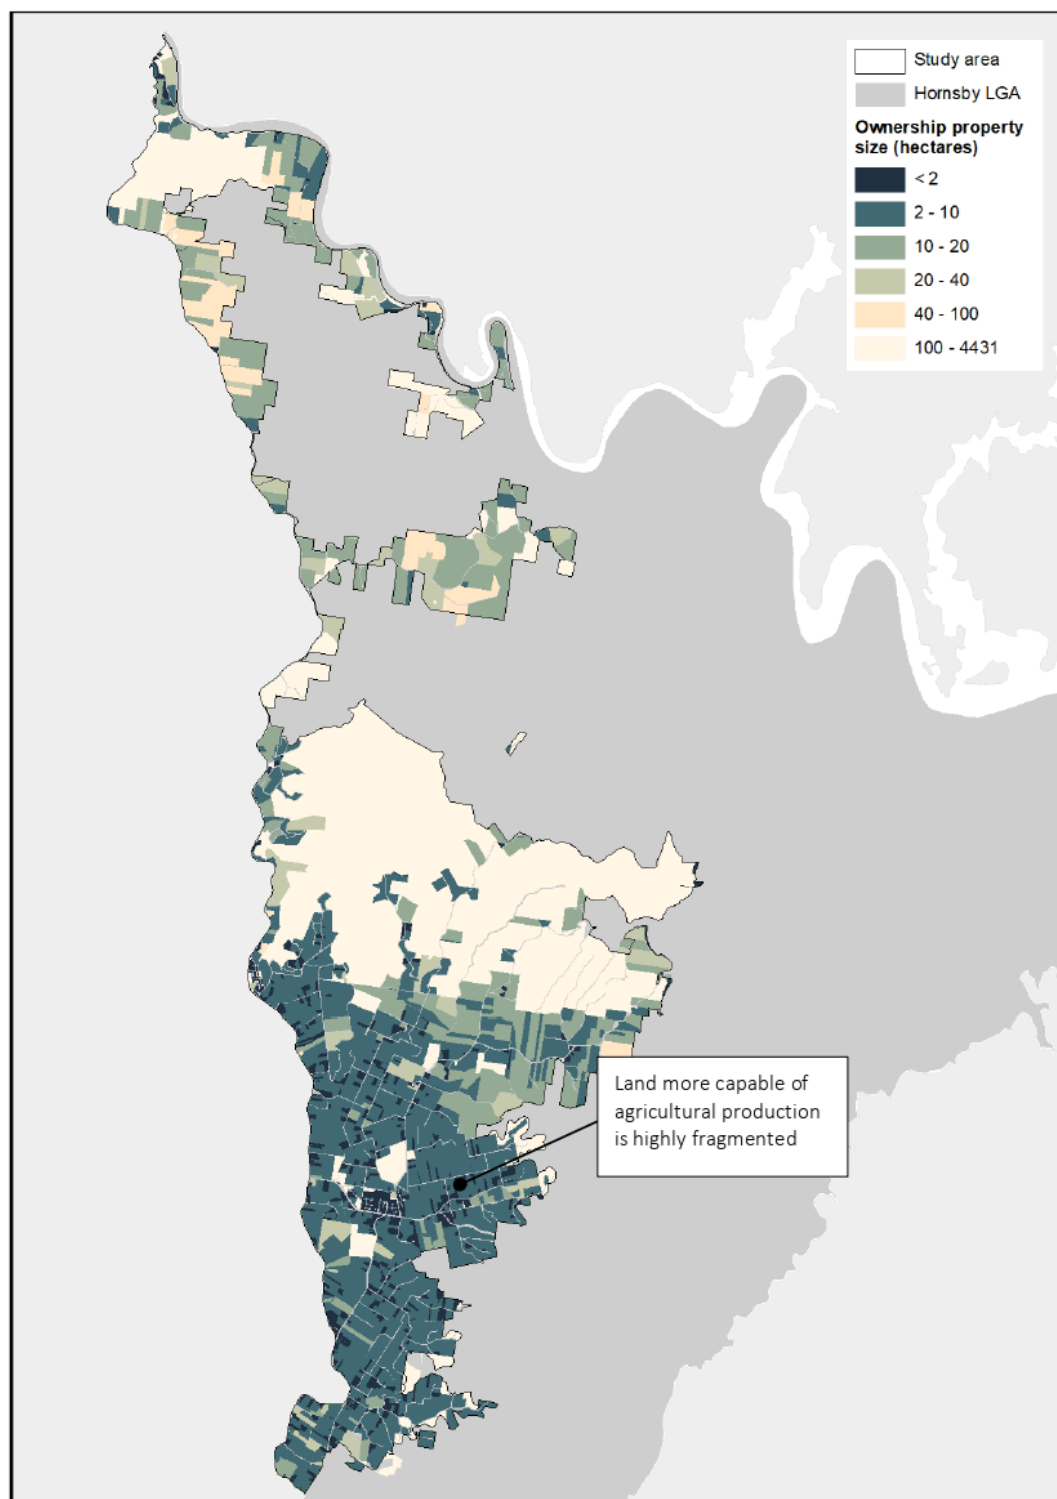 Study area
Hornsby LGA
Ownership property
size (hectares)
< 2
2 - 10
10 - 20
20 - 40
40 - 100
100 - 4431
Land more capable of
agricultural production
is highly fragmented